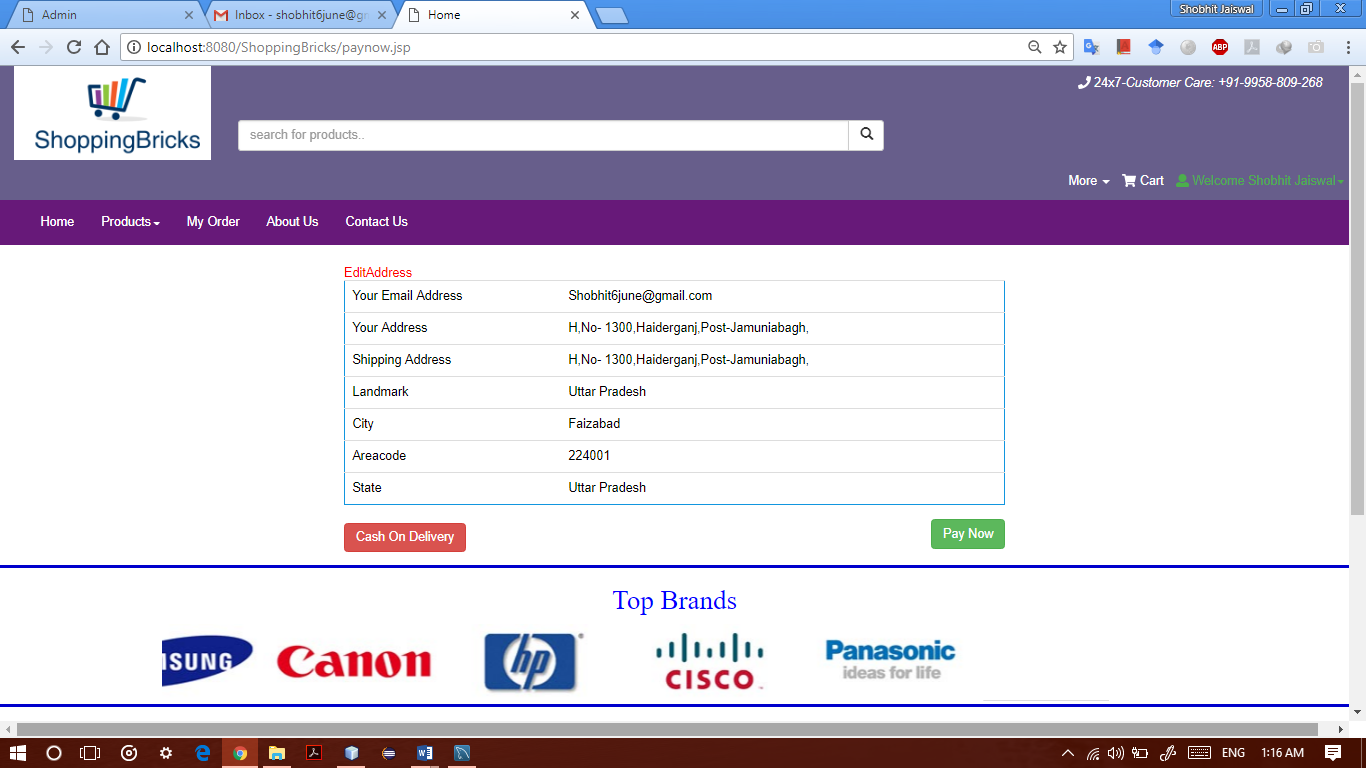 Admin
Inbox - shobhit6june@gm
Home
Shobhit Jaiswal
localhost:8080/ShoppingBricks/paynow.jsp
ABP
ShoppingBricks
24x7-Customer Care: +91-9958-809-268
search for products..
More
Cart
Welcome Shobhit Jaiswal
Home
Products
My Order
About Us
Contact Us
EditAddress
Your Email Address Shobhit6june@gmail.com
Your Address H,No- 1300,Haiderganj,Post-Jamuniabagh,
Shipping Address H,No- 1300,Haiderganj,Post-Jamuniabagh,
Landmark Uttar Pradesh
City Faizabad
Areacode 224001
State Uttar Pradesh
Cash On Delivery
Pay Now
Top Brands
ISUNG
Canon
hp
CISCO
Panasonic
ideas for life
ENG
1:16 AM